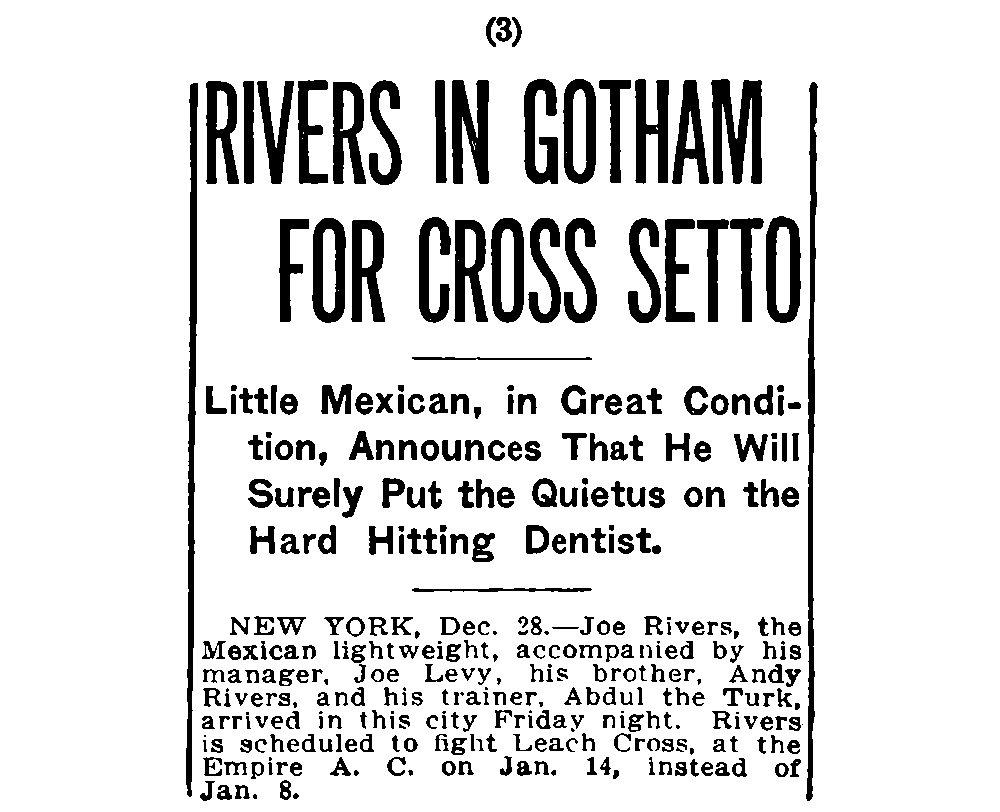 (3)
RIVERS IN GOTHAM
FOR CROSS SETTO
Little Mexican, in Great Condi-
tion, Announces That He Will
Surely Put the Quietus on the
Hard Hitting Dentist.
NEW YORK, Dec. 28.—Joe Rivers, the
Mexican lightweight, accompanied by his
manager, Joe Levy, his brother, Andy
Rivers, and his trainer, Abdul the Turk,
arrived in this city Friday night. Rivers
is scheduled to fight Leach Cross, at the
Empire A. C. on Jan. 14, instead of
Jan. 8.